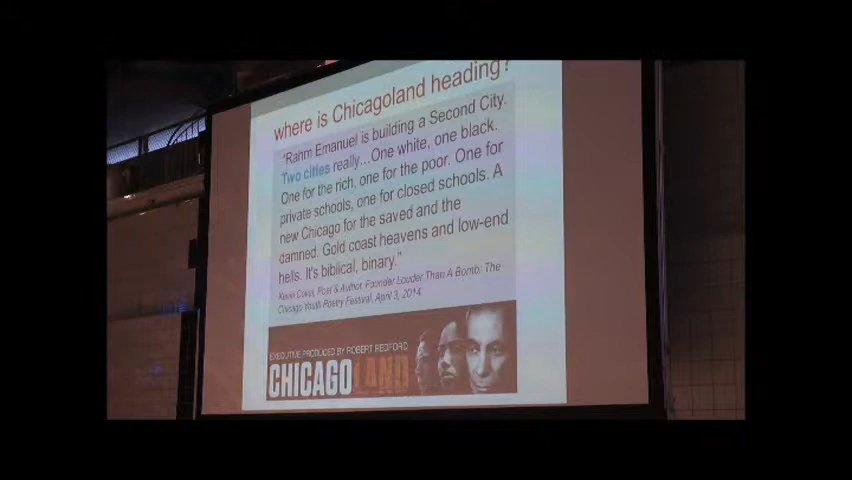 where is Chicagoland heading?
"Rahm Emanuel is building a Second City.
Two cities really…One white, one black.
One for the rich, one for the poor. One for
private schools, one for closed schools. A
new Chicago for the saved and the
damned. Gold coast heavens and low-end
hells. It's biblical, binary."
Kevin Coval, Poet & Author, Founder Louder Than A Bomb: The
Chicago Youth Poetry Festival, April 3, 2014
EXECUTIVE PRODUCED BY ROBERT REDFORD
CHICAGOLAND